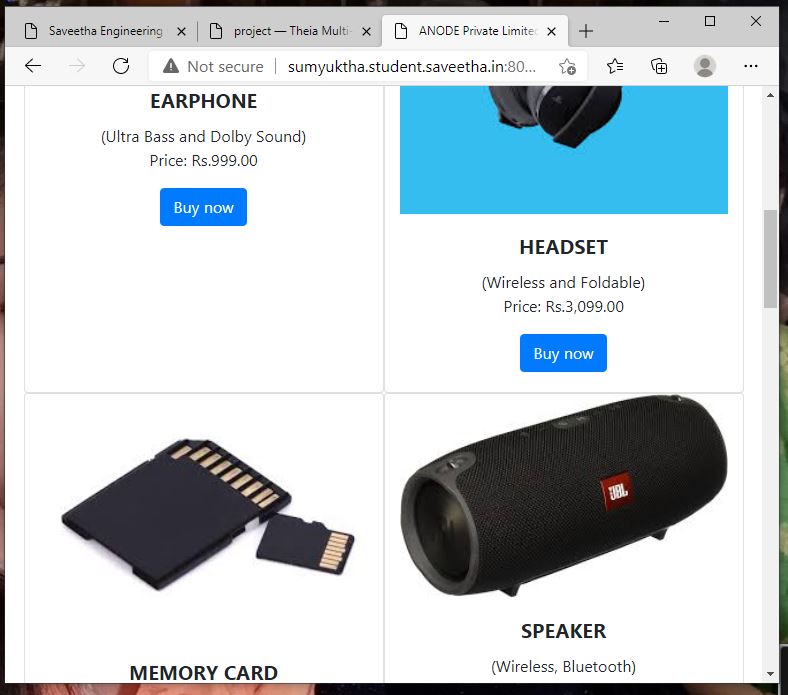 Saveetha Engineering
project — Theia Multi-
ANODE Private Limited
Not secure
sumyuktha.student.saveetha.in:80...
EARPHONE
(Ultra Bass and Dolby Sound)
Price: Rs.999.00
Buy now
HEADSET
(Wireless and Foldable)
Price: Rs.3,099.00
Buy now
JBL
MEMORY CARD
SPEAKER
(Wireless, Bluetooth)